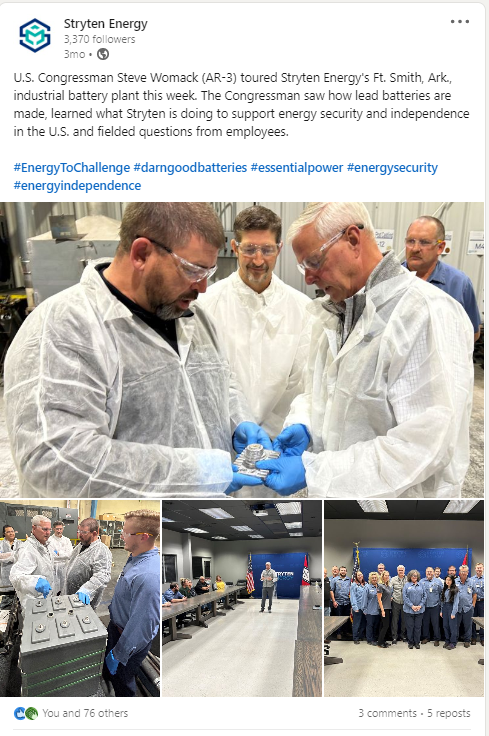 Stryten Energy
3,370 followers
3mo •
U.S. Congressman Steve Womack (AR-3) toured Stryten Energy's Ft. Smith, Ark.,
industrial battery plant this week. The Congressman saw how lead batteries are
made, learned what Stryten is doing to support energy security and independence
in the U.S. and fielded questions from employees.
#EnergyToChallenge #darngoodbatteries #essentialpower #energysecurity
#energyindependence
STRYTEN
You and 76 others
3 comments • 5 reposts